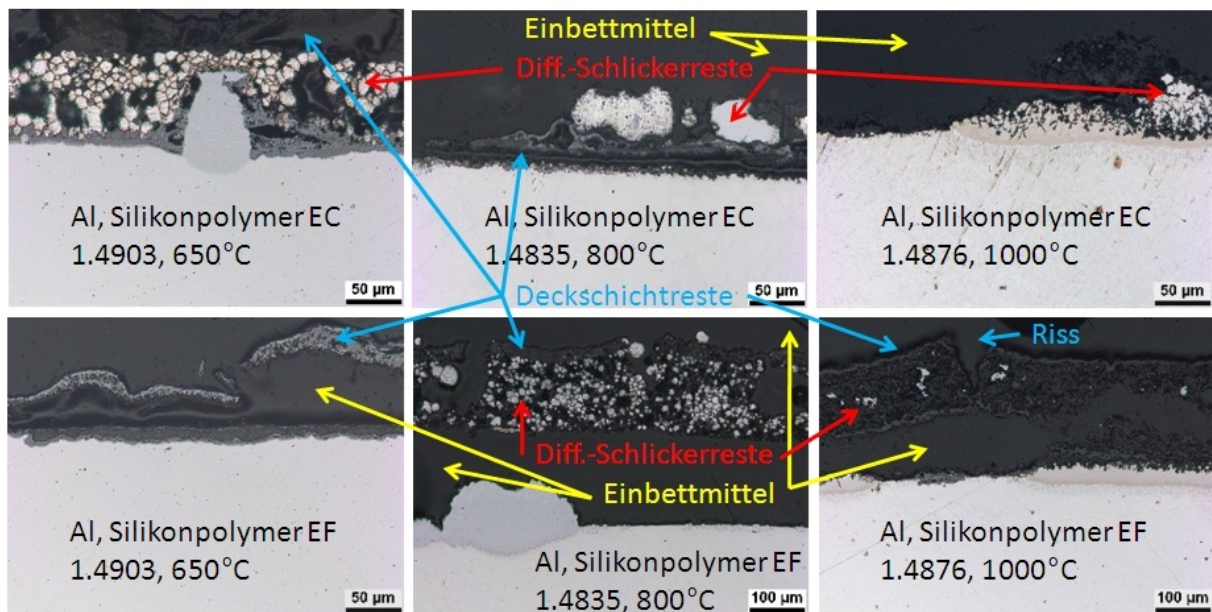 Einbettmittel
Diff.-Schlickerreste
Al, Silikonpolymer EC
1.4903, 650°C
50 µm
Al, Silikonpolymer EC
1.4835, 800°C
50 µm
Al, Silikonpolymer EC
1.4876, 1000°C
50 µm
Deckschichtreste
Riss
Diff.-Schlickerreste
Einbettmittel
Al, Silikonpolymer EF
1.4903, 650°C
50 µm
Al, Silikonpolymer EF
1.4835, 800°C
100 µm
Al, Silikonpolymer EF
1.4876, 1000°C
100 µm